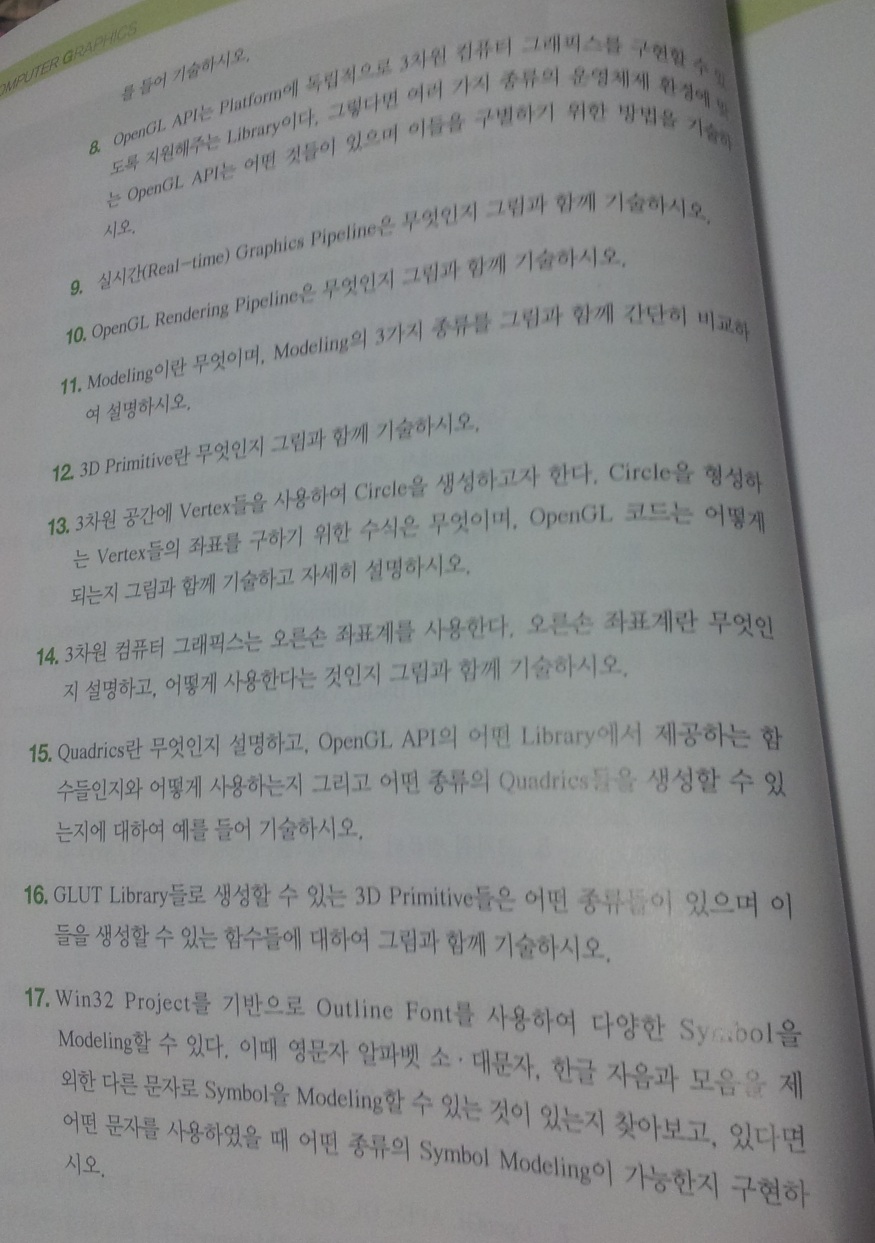 COMPUTER GRAPHICS
를 들어 기술하시오.
8. OpenGL API는 Platform에 독립적으로 3차원 컴퓨터 그래픽스를 구현할 수
도록 지원해주는 Library이다. 그렇다면 여러 가지 종류의 운영체제 환경에
는 OpenGL API는 어떤 것들이 있으며 이들을 구별하기 위한 방법을 기술하
시오.
9. 실시간(Real-time) Graphics Pipeline은 무엇인지 그림과 함께 기술하시오.
10. OpenGL Rendering Pipeline은 무엇인지 그림과 함께 기술하시오.
11. Modeling이란 무엇이며, Modeling의 3가지 종류를 그림과 함께 간단히 비교하
여 설명하시오.
12. 3D Primitive란 무엇인지 그림과 함께 기술하시오.
13. 3차원 공간에 Vertex들을 사용하여 Circle을 생성하고자 한다. Circle을 형성하
는 Vertex들의 좌표를 구하기 위한 수식은 무엇이며, OpenGL 코드는 어떻게
되는지 그림과 함께 기술하고 자세히 설명하시오.
14. 3차원 컴퓨터 그래픽스는 오른손 좌표계를 사용한다. 오른손 좌표계란 무엇인
지 설명하고, 어떻게 사용한다는 것인지 그림과 함께 기술하시오.
15. Quadrics란 무엇인지 설명하고, OpenGL API의 어떤 Library에서 제공하는 함
수들인지와 어떻게 사용하는지 그리고 어떤 종류의 Quadrics들을 생성할 수 있
는지에 대하여 예를 들어 기술하시오.
16. GLUT Library들로 생성할 수 있는 3D Primitive들은 어떤 종류들이 있으며 이
들을 생성할 수 있는 함수들에 대하여 그림과 함께 기술하시오.
17. Win32 Project를 기반으로 Outline Font를 사용하여 다양한 Symbol을
Modeling할 수 있다. 이때 영문자 알파벳 소·대문자, 한글 자음과 모음을 제
외한 다른 문자로 Symbol을 Modeling할 수 있는 것이 있는지 찾아보고, 있다면
어떤 문자를 사용하였을 때 어떤 종류의 Symbol Modeling이 가능한지 구현하
시오.